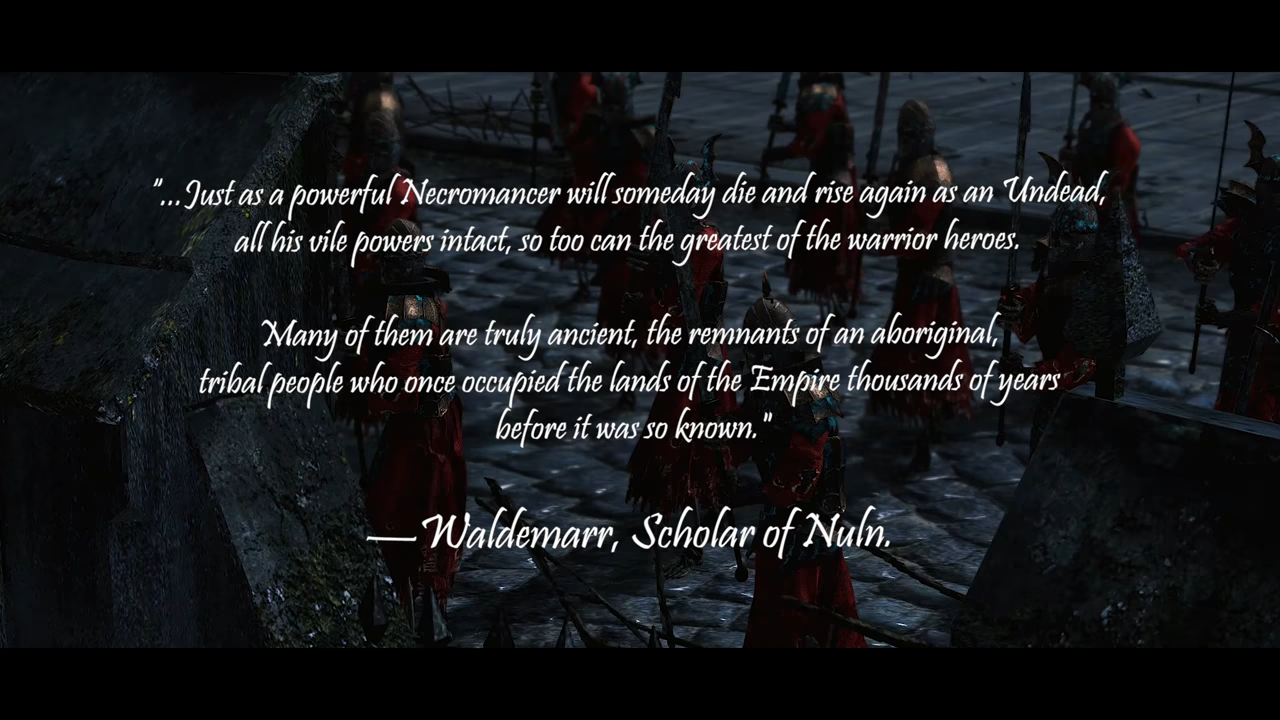 "...Just as a powerful Necromancer will someday die and rise again as an Undead,
all his vile powers intact, so too can the greatest of the warrior heroes.
Many of them are truly ancient, the remnants of an aboriginal,
tribal people who once occupied the lands of the Empire thousands of years
before it was so known."
— Waldemarr, Scholar of Nuln.